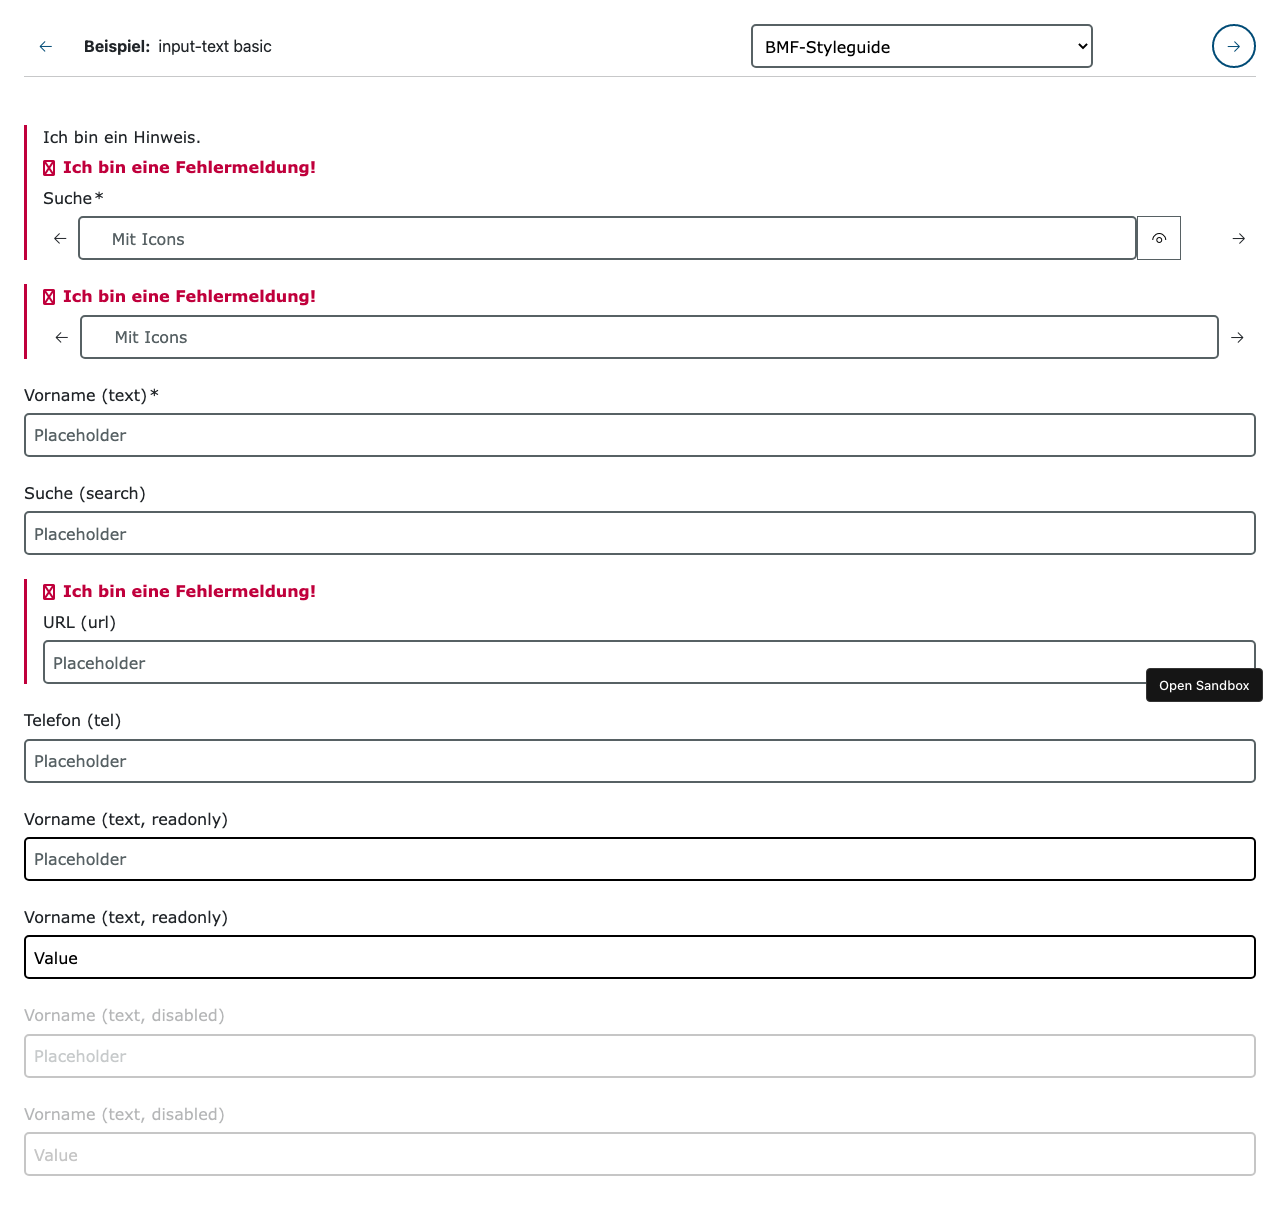 Beispiel: input-text basic
BMF-Styleguide
Ich bin ein Hinweis.
Ich bin eine Fehlermeldung!
Suche*
Mit Icons
Ich bin eine Fehlermeldung!
Mit Icons
Vorname (text)*
Placeholder
Suche (search)
Placeholder
Ich bin eine Fehlermeldung!
URL (url)
Placeholder
Open Sandbox
Telefon (tel)
Placeholder
Vorname (text, readonly)
Placeholder
Vorname (text, readonly)
Value
Vorname (text, disabled)
Placeholder
Vorname (text, disabled)
Value